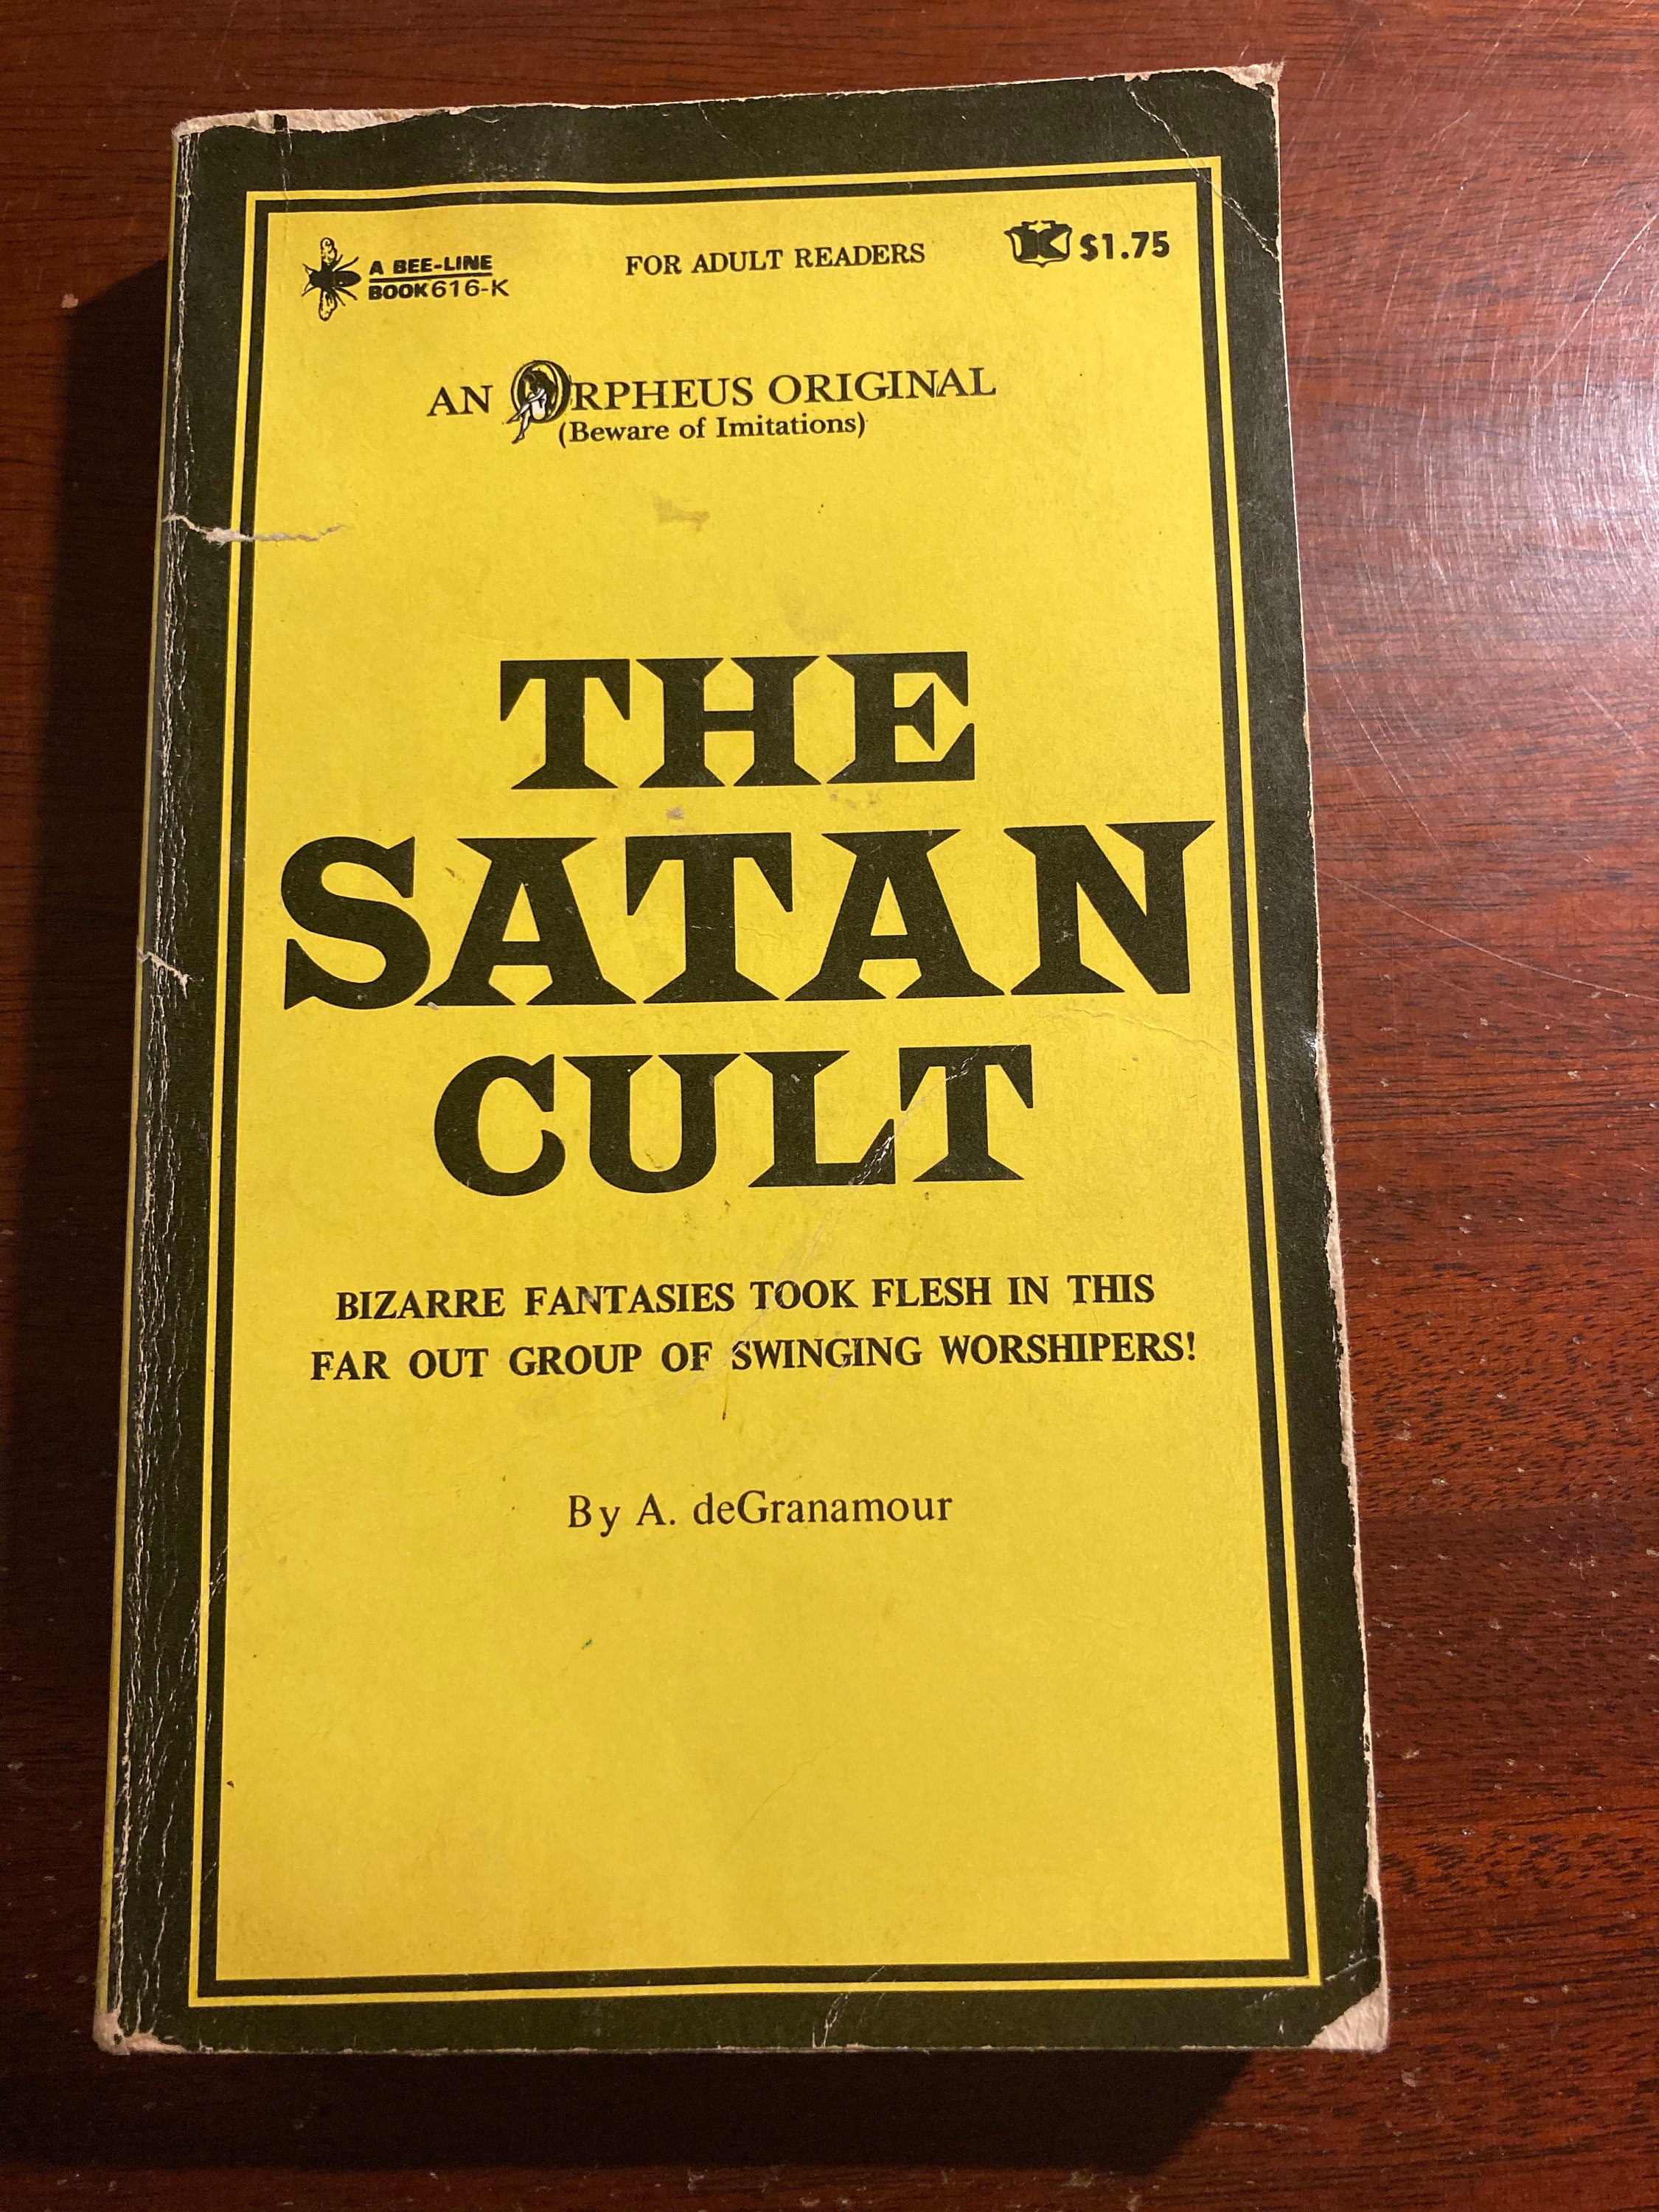 A BEE-LINE
BOOK 616-K
FOR ADULT READERS
K $1.75
AN ORPHEUS ORIGINAL
(Beware of Imitations)
THE
SATAN
CULT
BIZARRE FANTASIES TOOK FLESH IN THIS
FAR OUT GROUP OF SWINGING WORSHIPERS!
By A. deGranamour